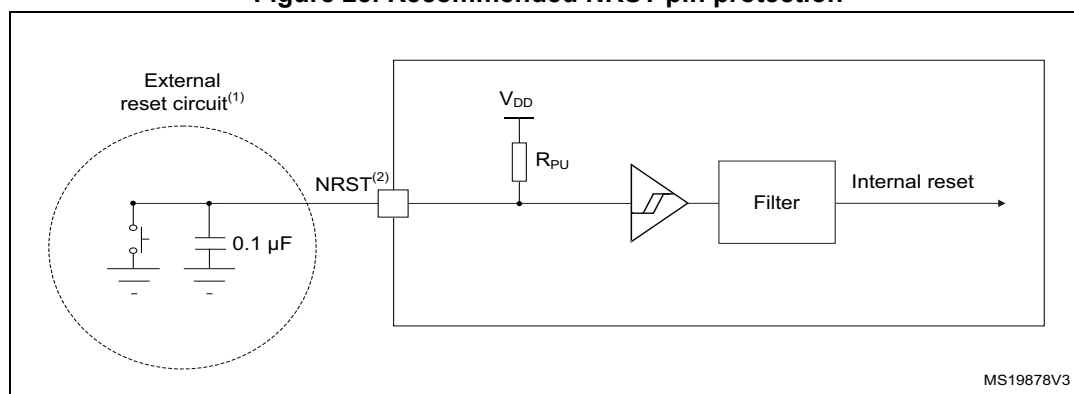 Figure 26. Recommended NRST pin protection
External
reset circuit(1)
VDD
RPU
NRST(2)
Internal reset
Filter
0.1 µF
MS19878V3